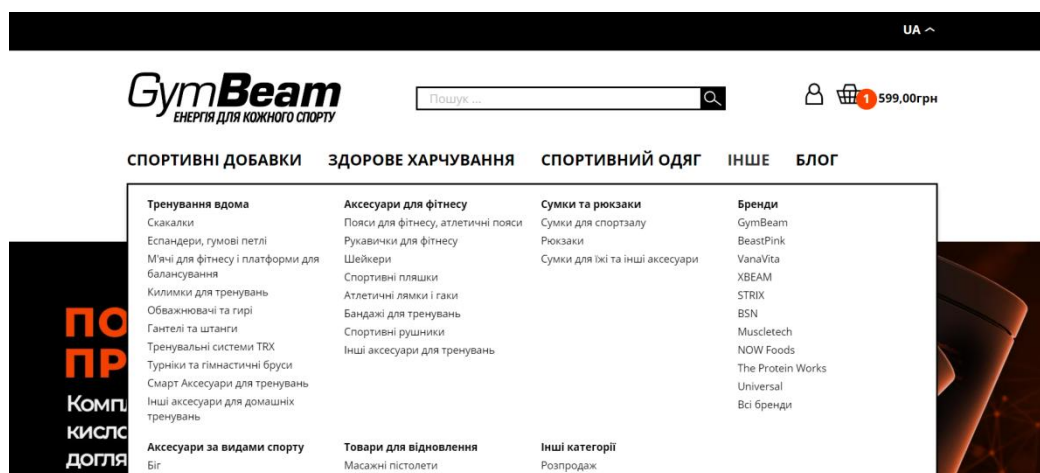 UA
GymBeam
ЕНЕРГІЯ ДЛЯ КОЖНОГО СПОРТУ
Пошук ...
1
599,00грн
СПОРТИВНІ ДОБАВКИ ЗДОРОВЕ ХАРЧУВАННЯ СПОРТИВНИЙ ОДЯГ ІНШЕ БЛОГ
Тренування вдома
Скакалки
Еспандери, гумові петлі
М'ячі для фітнесу і платформи для
балансування
Килимки для тренувань
Обважнювачі та гирі
Гантелі та штанги
Тренувальні системи TRX
Турніки та гімнастичні бруси
Смарт Аксесуари для тренувань
Інші аксесуари для домашніх
тренувань
Аксесуари для фітнесу
Пояси для фітнесу, атлетичні пояси
Рукавички для фітнесу
Шейкери
Спортивні пляшки
Атлетичні лямки і гаки
Бандажі для тренувань
Спортивні рушники
Інші аксесуари для тренувань
Сумки та рюкзаки
Сумки для спортзалу
Рюкзаки
Сумки для їжі та інші аксесуари
Бренди
GymBeam
BeastPink
VanaVita
XBEAM
STRIX
BSN
Muscletech
NOW Foods
The Protein Works
Universal
Всі бренди
Аксесуари за видами спорту
Біг
Товари для відновлення
Масажні пістолети
Інші категорії
Розпродаж
ПО
ПР
Комп
кисло
догля